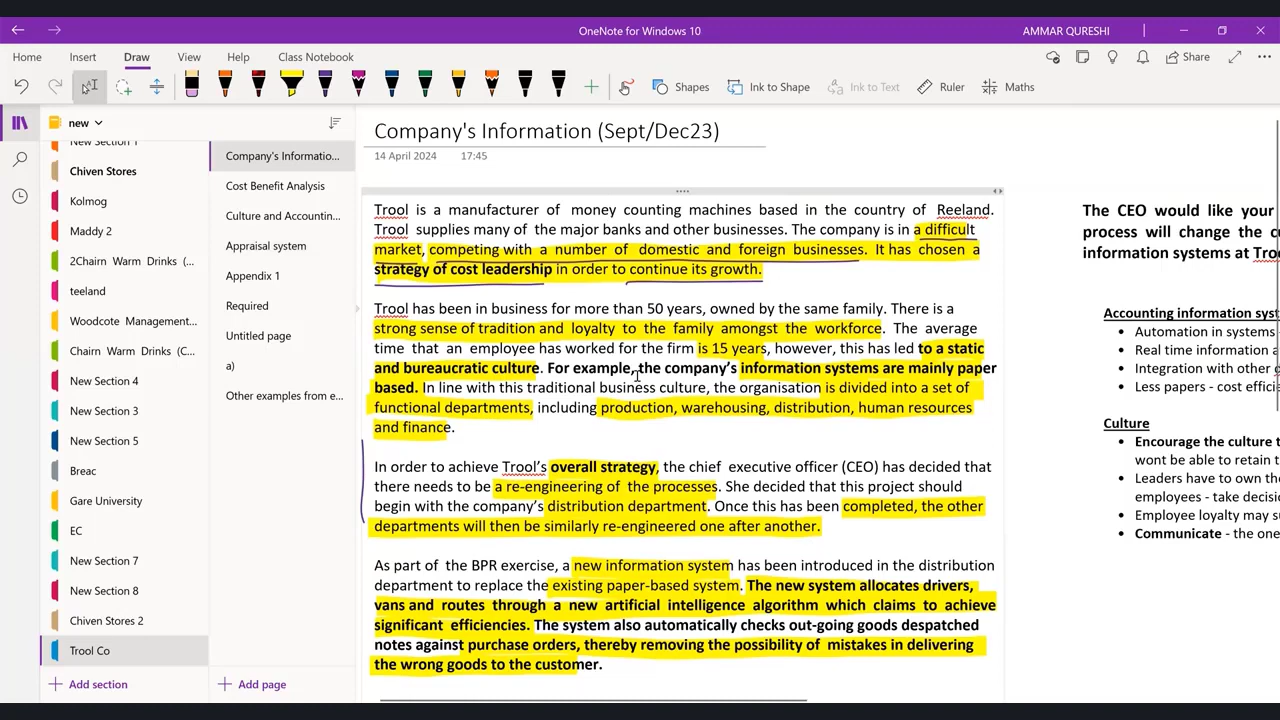 OneNote for Windows 10
AMMAR QURESHI
Home Insert Draw View Help Class Notebook
Share
Shapes Ink to Shape Ink to Text Ruler Maths
new
New Section 1
Chiven Stores
Kolmog
Maddy 2
2Chairn Warm Drinks (...
teeland
Woodcote Management...
Chairn Warm Drinks (C...
New Section 4
New Section 3
New Section 5
Breac
Gare University
EC
New Section 7
New Section 8
Chiven Stores 2
Trool Co
Add section
Company's Informatio...
Cost Benefit Analysis
Culture and Accountin...
Appraisal system
Appendix 1
Required
Untitled page
a)
Other examples from e...
Add page
Company's Information (Sept/Dec23)
14 April 2024 17:45
Trool is a manufacturer of money counting machines based in the country of Reeland.
Trool supplies many of the major banks and other businesses. The company is in a difficult
market, competing with a number of domestic and foreign businesses. It has chosen a
strategy of cost leadership in order to continue its growth.
Trool has been in business for more than 50 years, owned by the same family. There is a
strong sense of tradition and loyalty to the family amongst the workforce. The average
time that an employee has worked for the firm is 15 years, however, this has led to a static
and bureaucratic culture. For example, the company's information systems are mainly paper
based. In line with this traditional business culture, the organisation is divided into a set of
functional departments, including production, warehousing, distribution, human resources
and finance.
In order to achieve Trool's overall strategy, the chief executive officer (CEO) has decided that
there needs to be a re-engineering of the processes. She decided that this project should
begin with the company's distribution department. Once this has been completed, the other
departments will then be similarly re-engineered one after another.
As part of the BPR exercise, a new information system has been introduced in the distribution
department to replace the existing paper-based system. The new system allocates drivers,
vans and routes through a new artificial intelligence algorithm which claims to achieve
significant efficiencies. The system also automatically checks out-going goods despatched
notes against purchase orders, thereby removing the possibility of mistakes in delivering
the wrong goods to the customer.
The CEO would like your
process will change the c
information systems at Tro
Accounting information syst
Automation in systems
Real time information a
Integration with other
Less papers - cost effici
Culture
Encourage the culture t
wont be able to retain t
Leaders have to own the
employees - take decisi
Employee loyalty may su
Communicate - the one